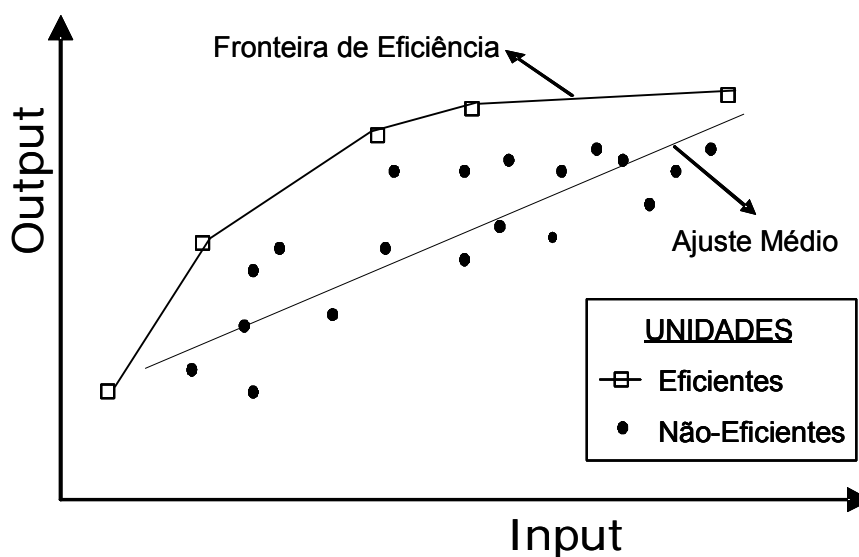 Fronteira de Eficiência
Output
Ajuste Médio
UNIDADES
Eficientes
Não-Eficientes
Input